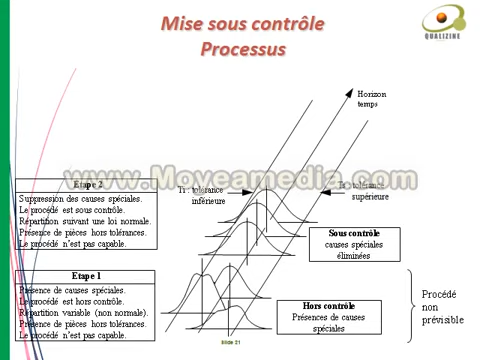 Mise sous contrôle
Processus
QUALIZINE
Horizon
temps
www.Moveamedia.com
Etape 2
Suppression des causes spéciales.
Le procédé est sous contrôle.
Répartition suivant une loi normale.
Présence de pièces hors tolérances.
Le procédé n'est pas capable.
Ti : tolérance
inférieure
Ts : tolérance
supérieure
Sous contrôle
causes spéciales
éliminées
Etape 1
Présence de causes spéciales.
Le procédé est hors contrôle.
Répartition variable (non normale).
Présence de pièces hors tolérances.
Le procédé n'est pas capable.
Hors contrôle
Présences de causes
spéciales
Procédé
non
prévisible
Slide 21